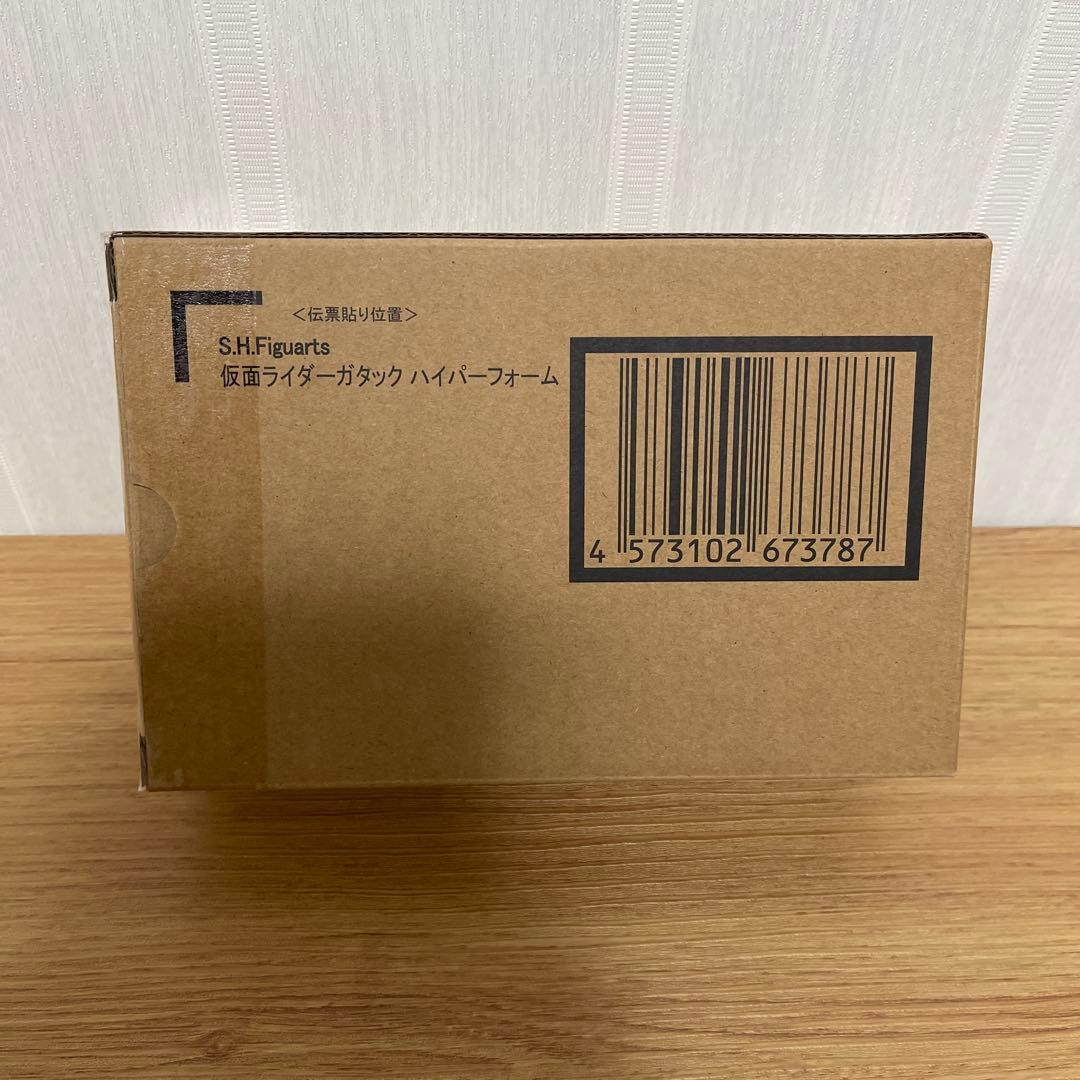 ＜伝票貼り位置＞
S.H.Figuarts
仮面ライダーガタック ハイパーフォーム
4 573102 673787